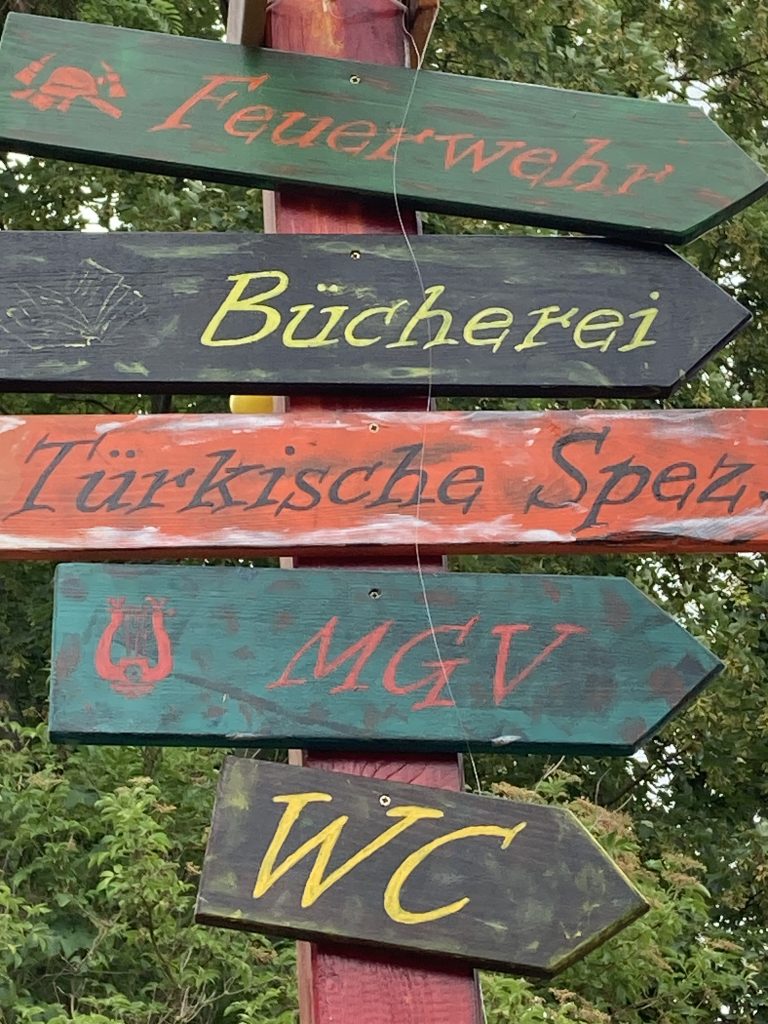 Feuerwehr
Bücherei
Türkische Spez.
MGV
WC